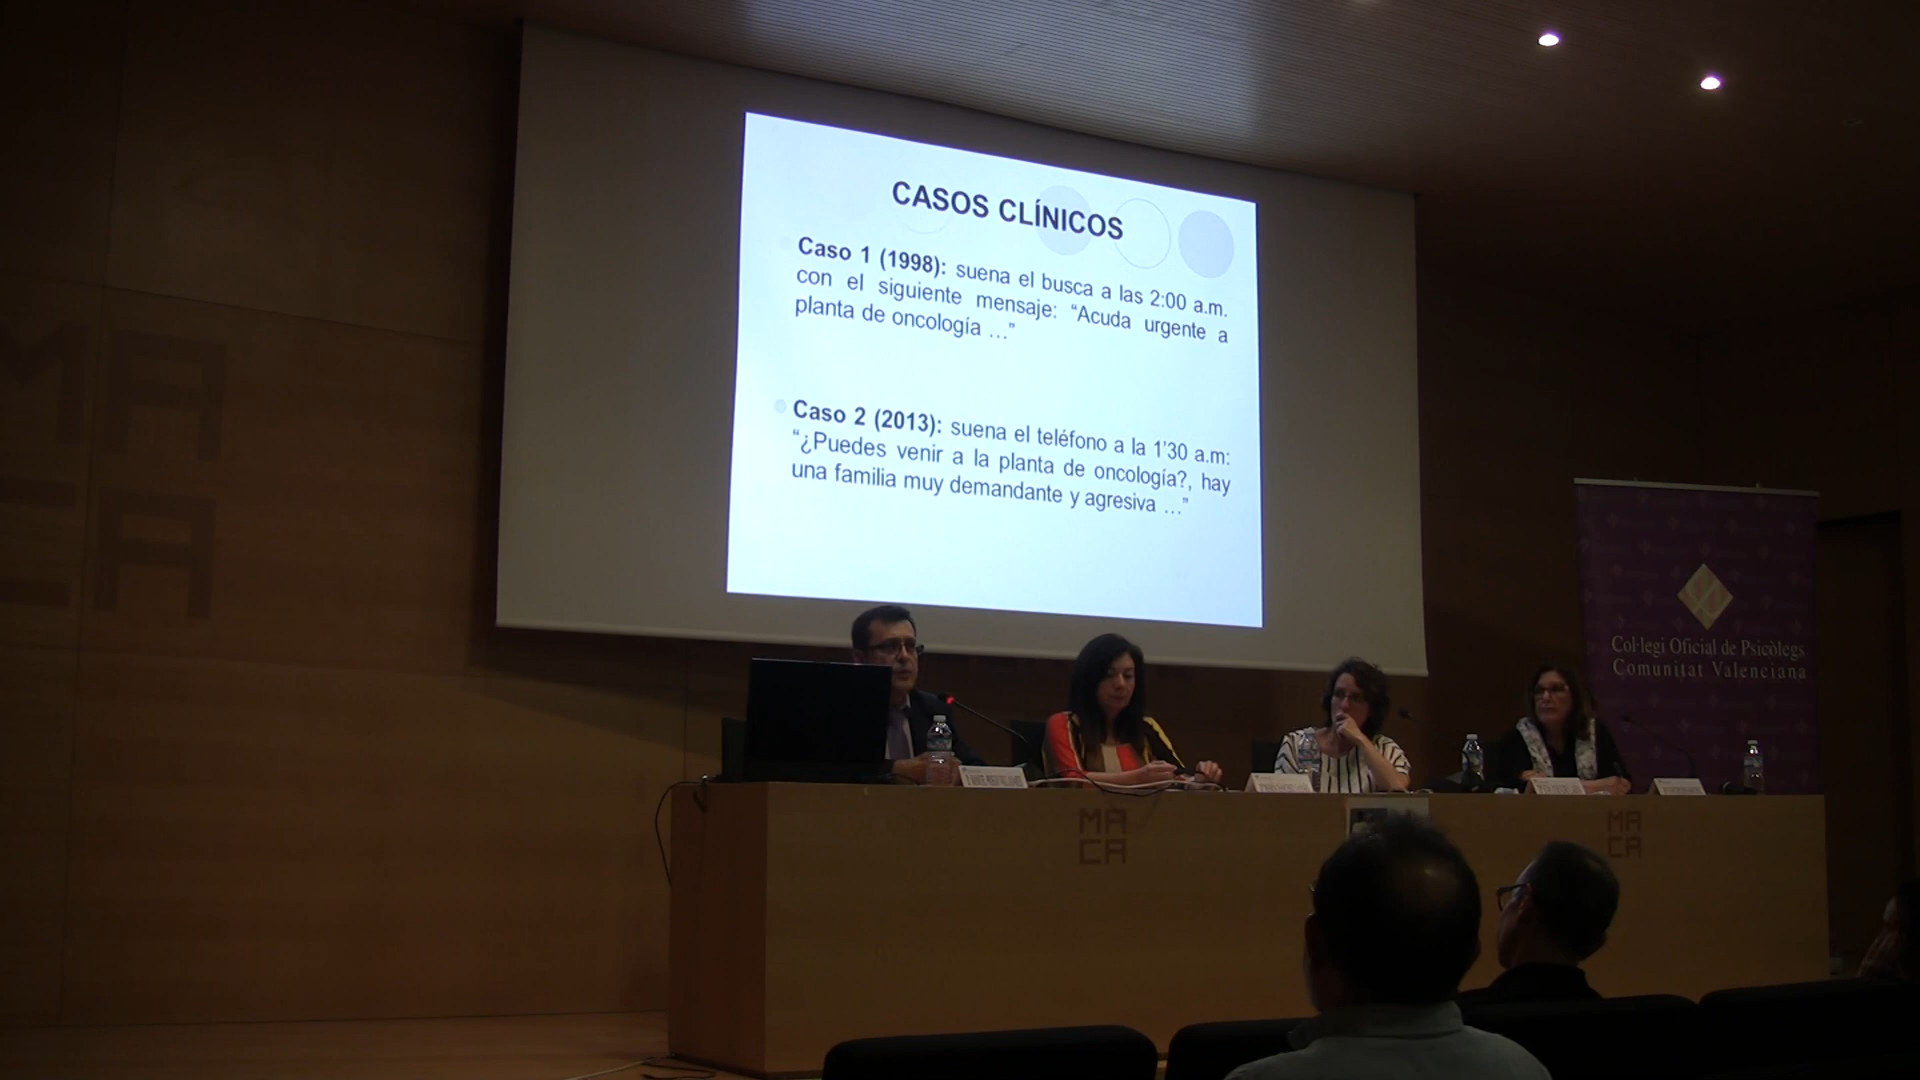 CASOS CLÍNICOS
Caso 1 (1998): suena el busca a las 2:00 a.m.
con el siguiente mensaje: “Acuda urgente a
planta de oncología …”
Caso 2 (2013): suena el teléfono a la 1’30 a.m:
“¿Puedes venir a la planta de oncología?, hay
una familia muy demandante y agresiva …”
Col·legi Oficial de Psicòlegs
Comunitat Valenciana
MA
CA
MA
CA
MA
CA